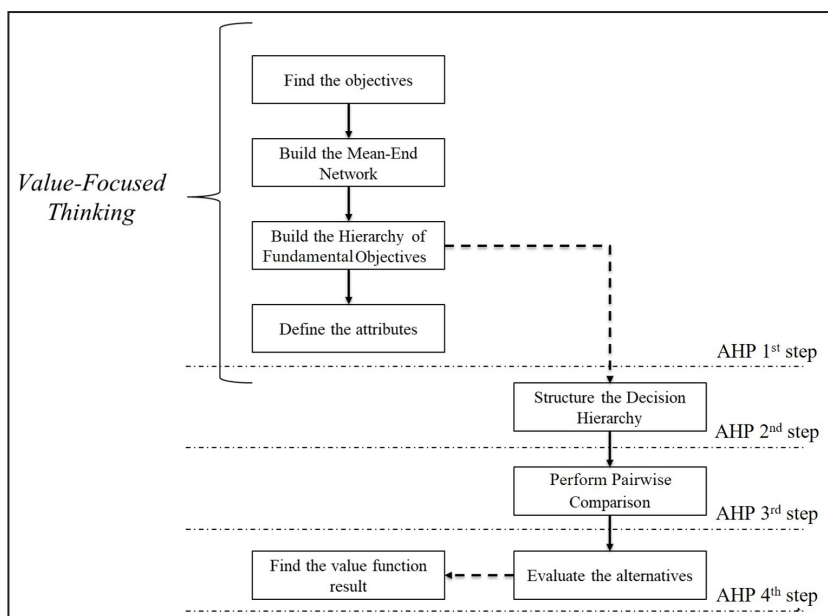 Find the objectives
Build the Mean-End
Network
Value-Focused
Thinking
Build the Hierarchy of
Fundamental Objectives
Define the attributes
AHP 1st step
Structure the Decision
Hierarchy
AHP 2nd step
Perform Pairwise
Comparison
AHP 3rd step
Find the value function
result
Evaluate the alternatives
AHP 4th step